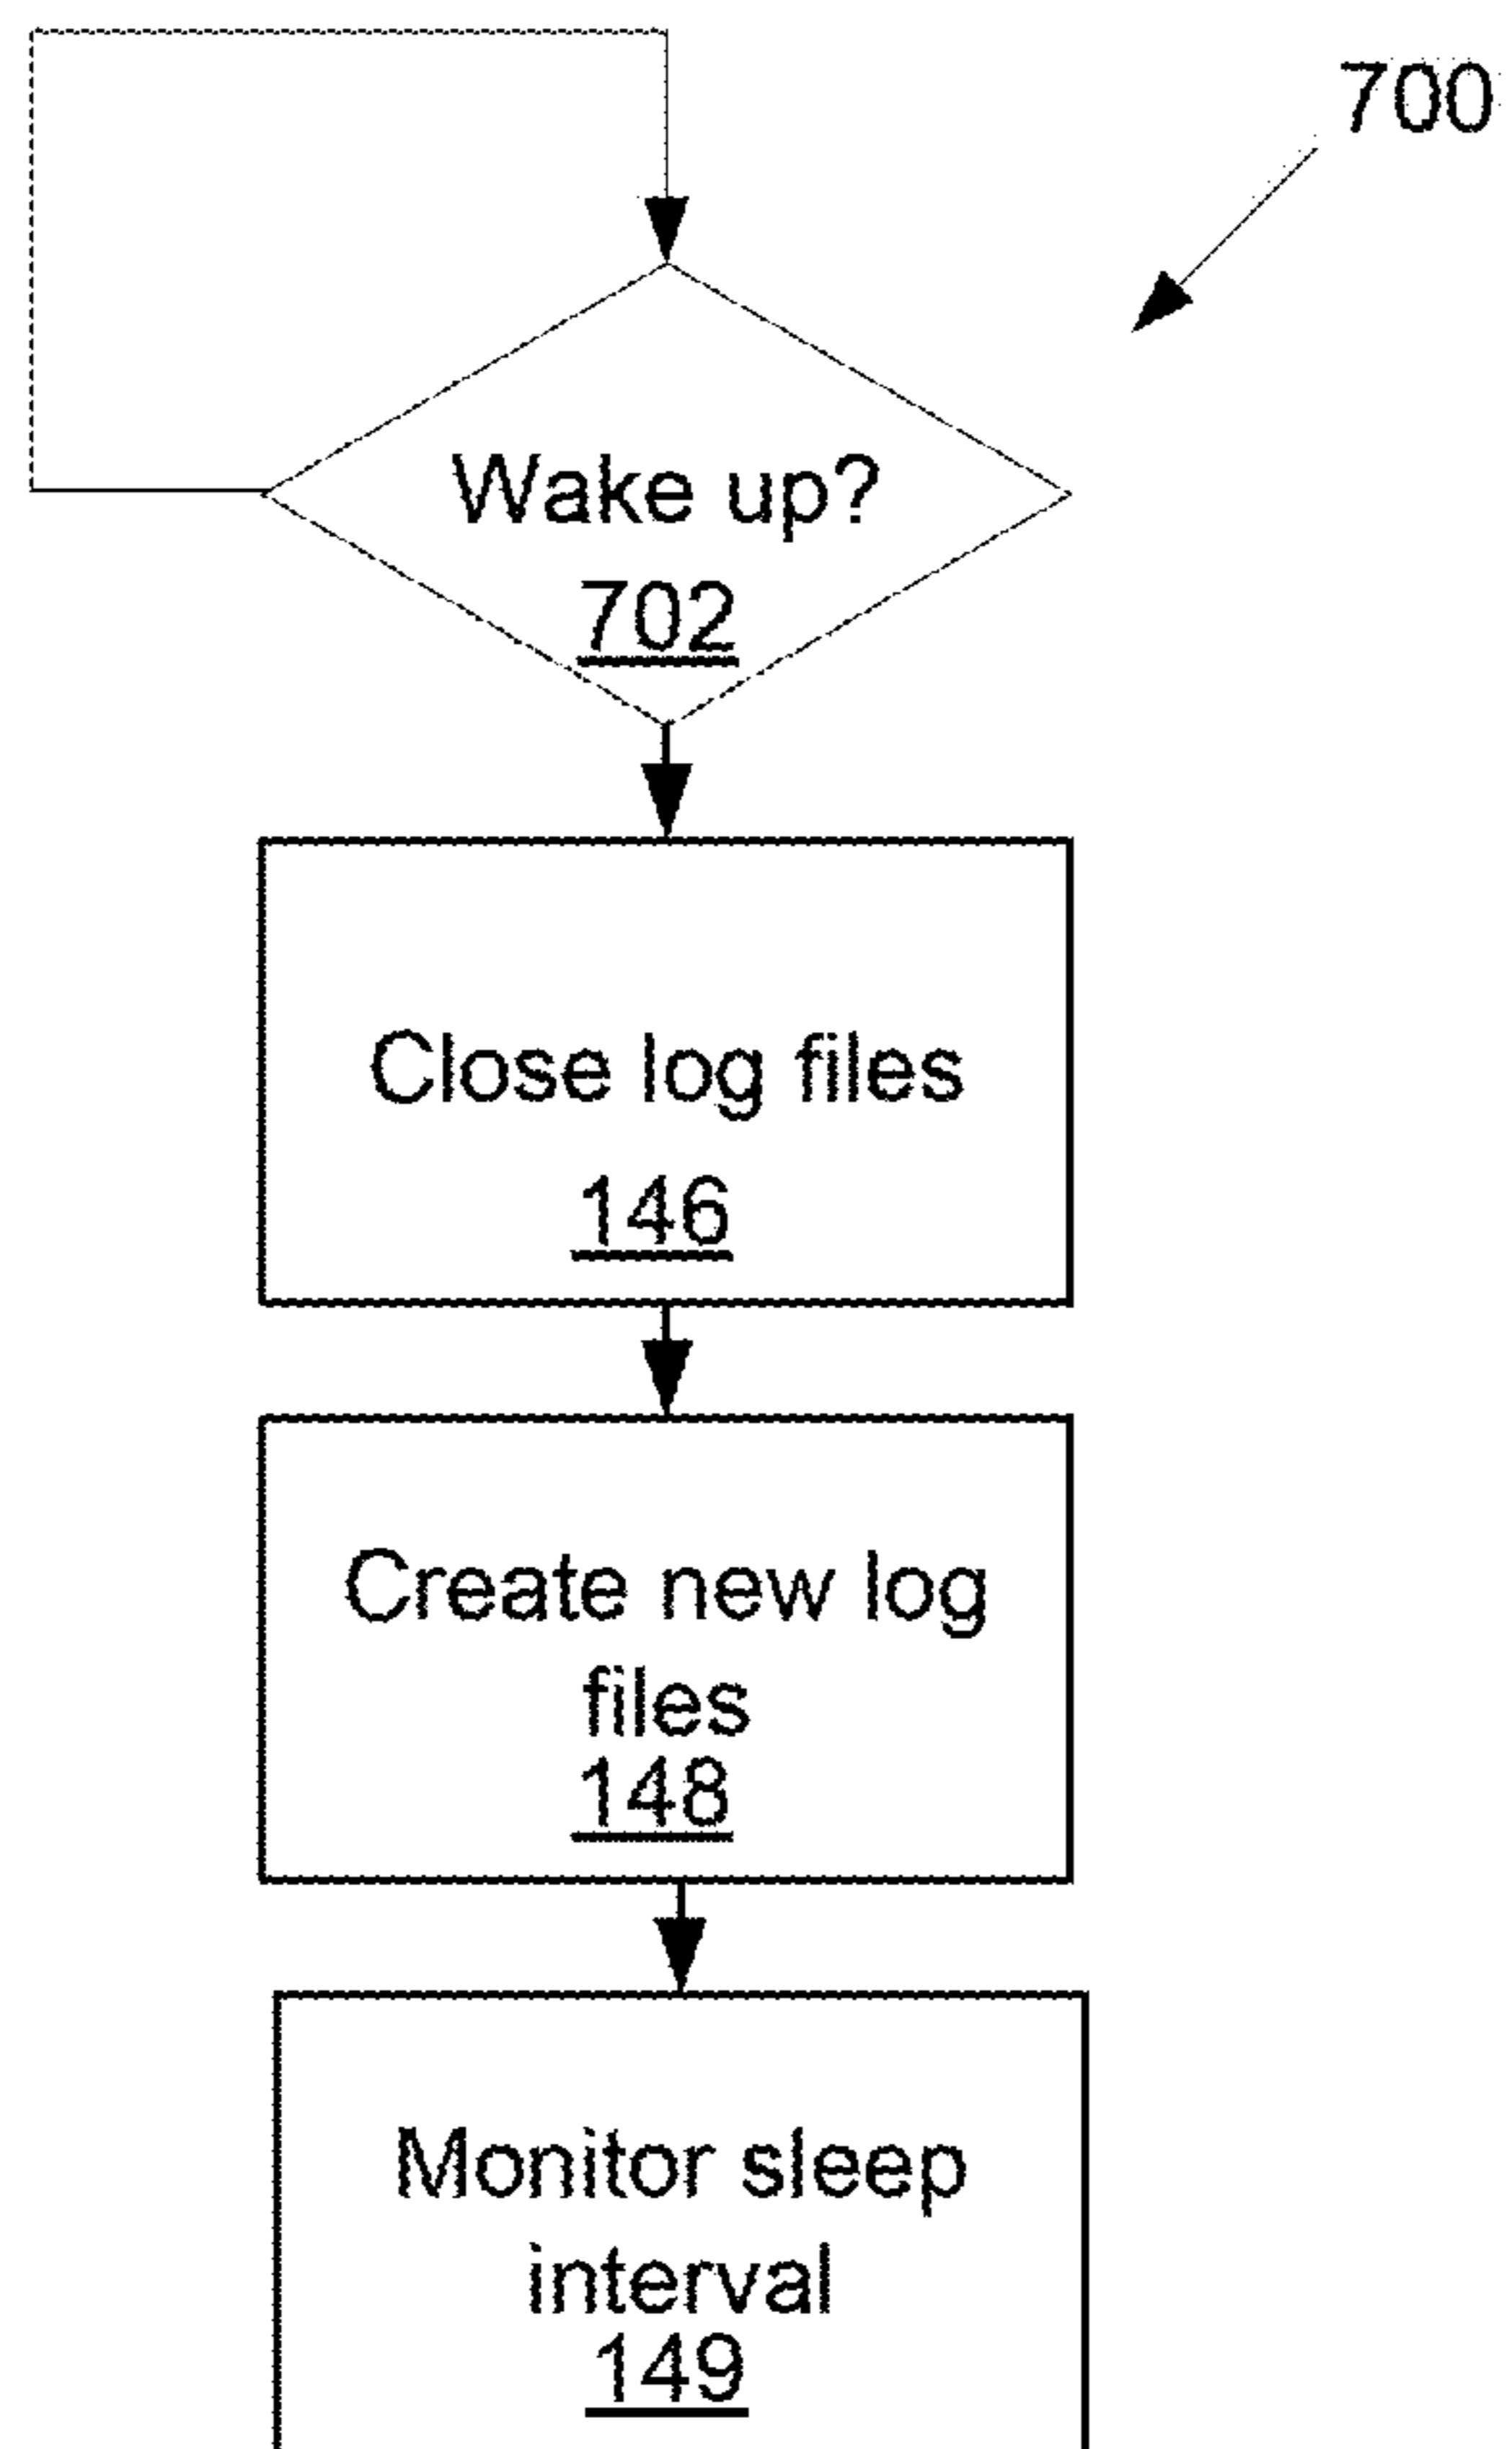 700
Wake up?
702
Close log files
146
Create new log
files
148
Monitor sleep
interval
149